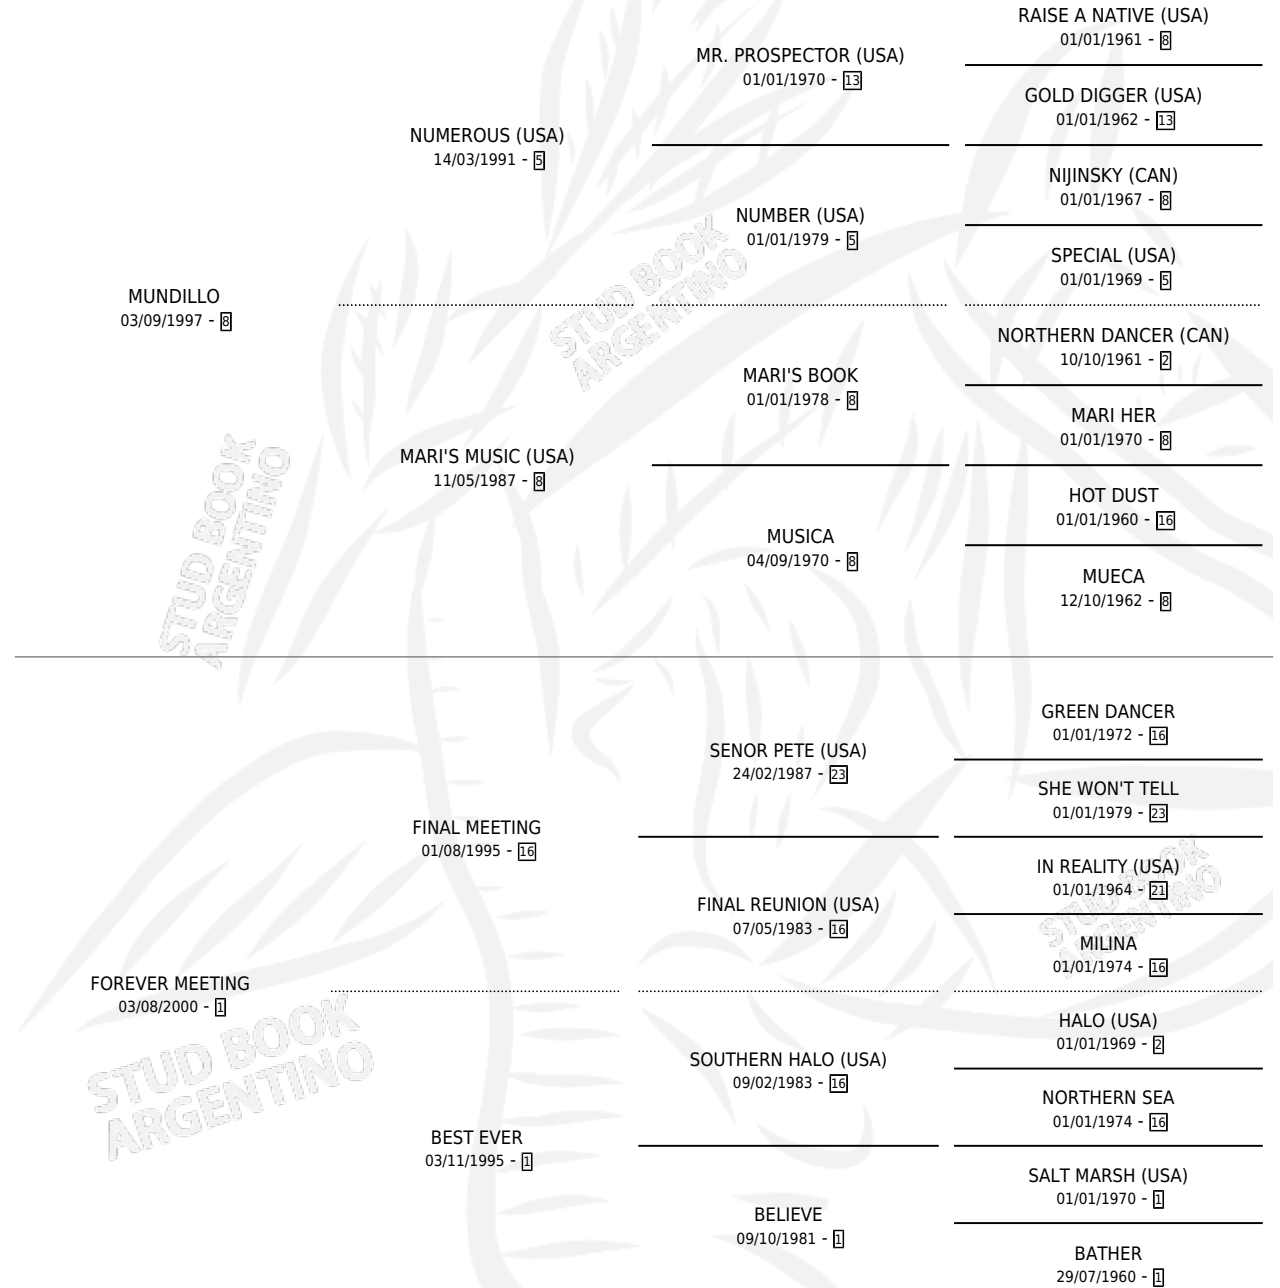 RAISE A NATIVE (USA)
01/01/1961 - 8
MR. PROSPECTOR (USA)
01/01/1970 - 13
GOLD DIGGER (USA)
01/01/1962 - 13
NUMEROUS (USA)
14/03/1991 - 5
NIJINSKY (CAN)
01/01/1967 - 8
NUMBER (USA)
01/01/1979 - 5
SPECIAL (USA)
01/01/1969 - 5
MUNDILLO
03/09/1997 - 8
NORTHERN DANCER (CAN)
10/10/1961 - 2
MARI'S BOOK
01/01/1978 - 8
MARI HER
01/01/1970 - 8
MARI'S MUSIC (USA)
11/05/1987 - 8
HOT DUST
01/01/1960 - 16
MUSICA
04/09/1970 - 8
MUECA
12/10/1962 - 8
STUD BOOK
ARGENTINO
STUD BOOK
ARGENTINO
GREEN DANCER
01/01/1972 - 16
SENOR PETE (USA)
24/02/1987 - 23
SHE WON'T TELL
01/01/1979 - 23
FINAL MEETING
01/08/1995 - 16
IN REALITY (USA)
01/01/1964 - 21
FINAL REUNION (USA)
07/05/1983 - 16
MILINA
01/01/1974 - 16
FOREVER MEETING
03/08/2000 - 1
HALO (USA)
01/01/1969 - 2
SOUTHERN HALO (USA)
09/02/1983 - 16
NORTHERN SEA
01/01/1974 - 16
BEST EVER
03/11/1995 - 1
SALT MARSH (USA)
01/01/1970 - 1
BELIEVE
09/10/1981 - 1
BATHER
29/07/1960 - 1
STUD BOOK
ARGENTINO
STUD BOOK
ARGENTINO